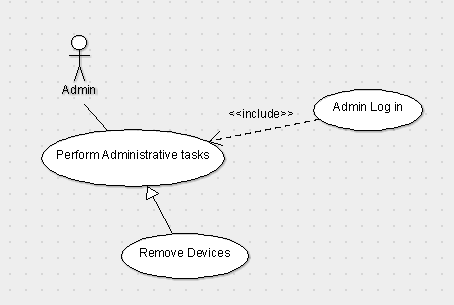 Admin
<<include>>
Admin Log in
Perform Administrative tasks
Remove Devices